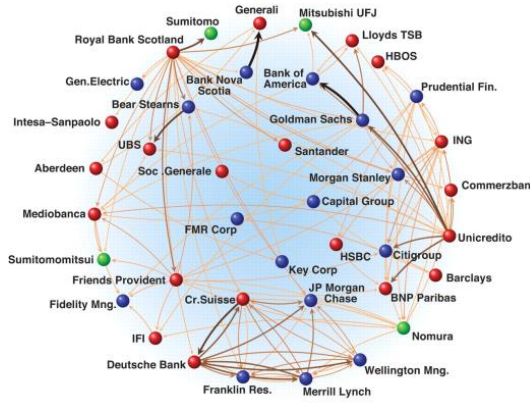 Generali
Sumitomo
Mitsubishi UFJ
Royal Bank Scotland
Lloyds TSB
HBOS
Gen.Electric
Bank Nova
Scotia
Bank of
America
Prudential Fin.
Bear Stearns
Goldman Sachs
Intesa-Sanpaolo
UBS
Santander
ING
Aberdeen
Soc .Generale
Morgan Stanley
Commerzban
Mediobanca
Capital Group
FMR Corp
Unicredito
Sumitomomitsui
HSBC
Citigroup
Friends Provident
Key Corp
Barclays
Fidelity Mng.
Cr.Suisse
JP Morgan
Chase
BNP Paribas
IFI
Nomura
Deutsche Bank
Wellington Mng.
Franklin Res.
Merrill Lynch